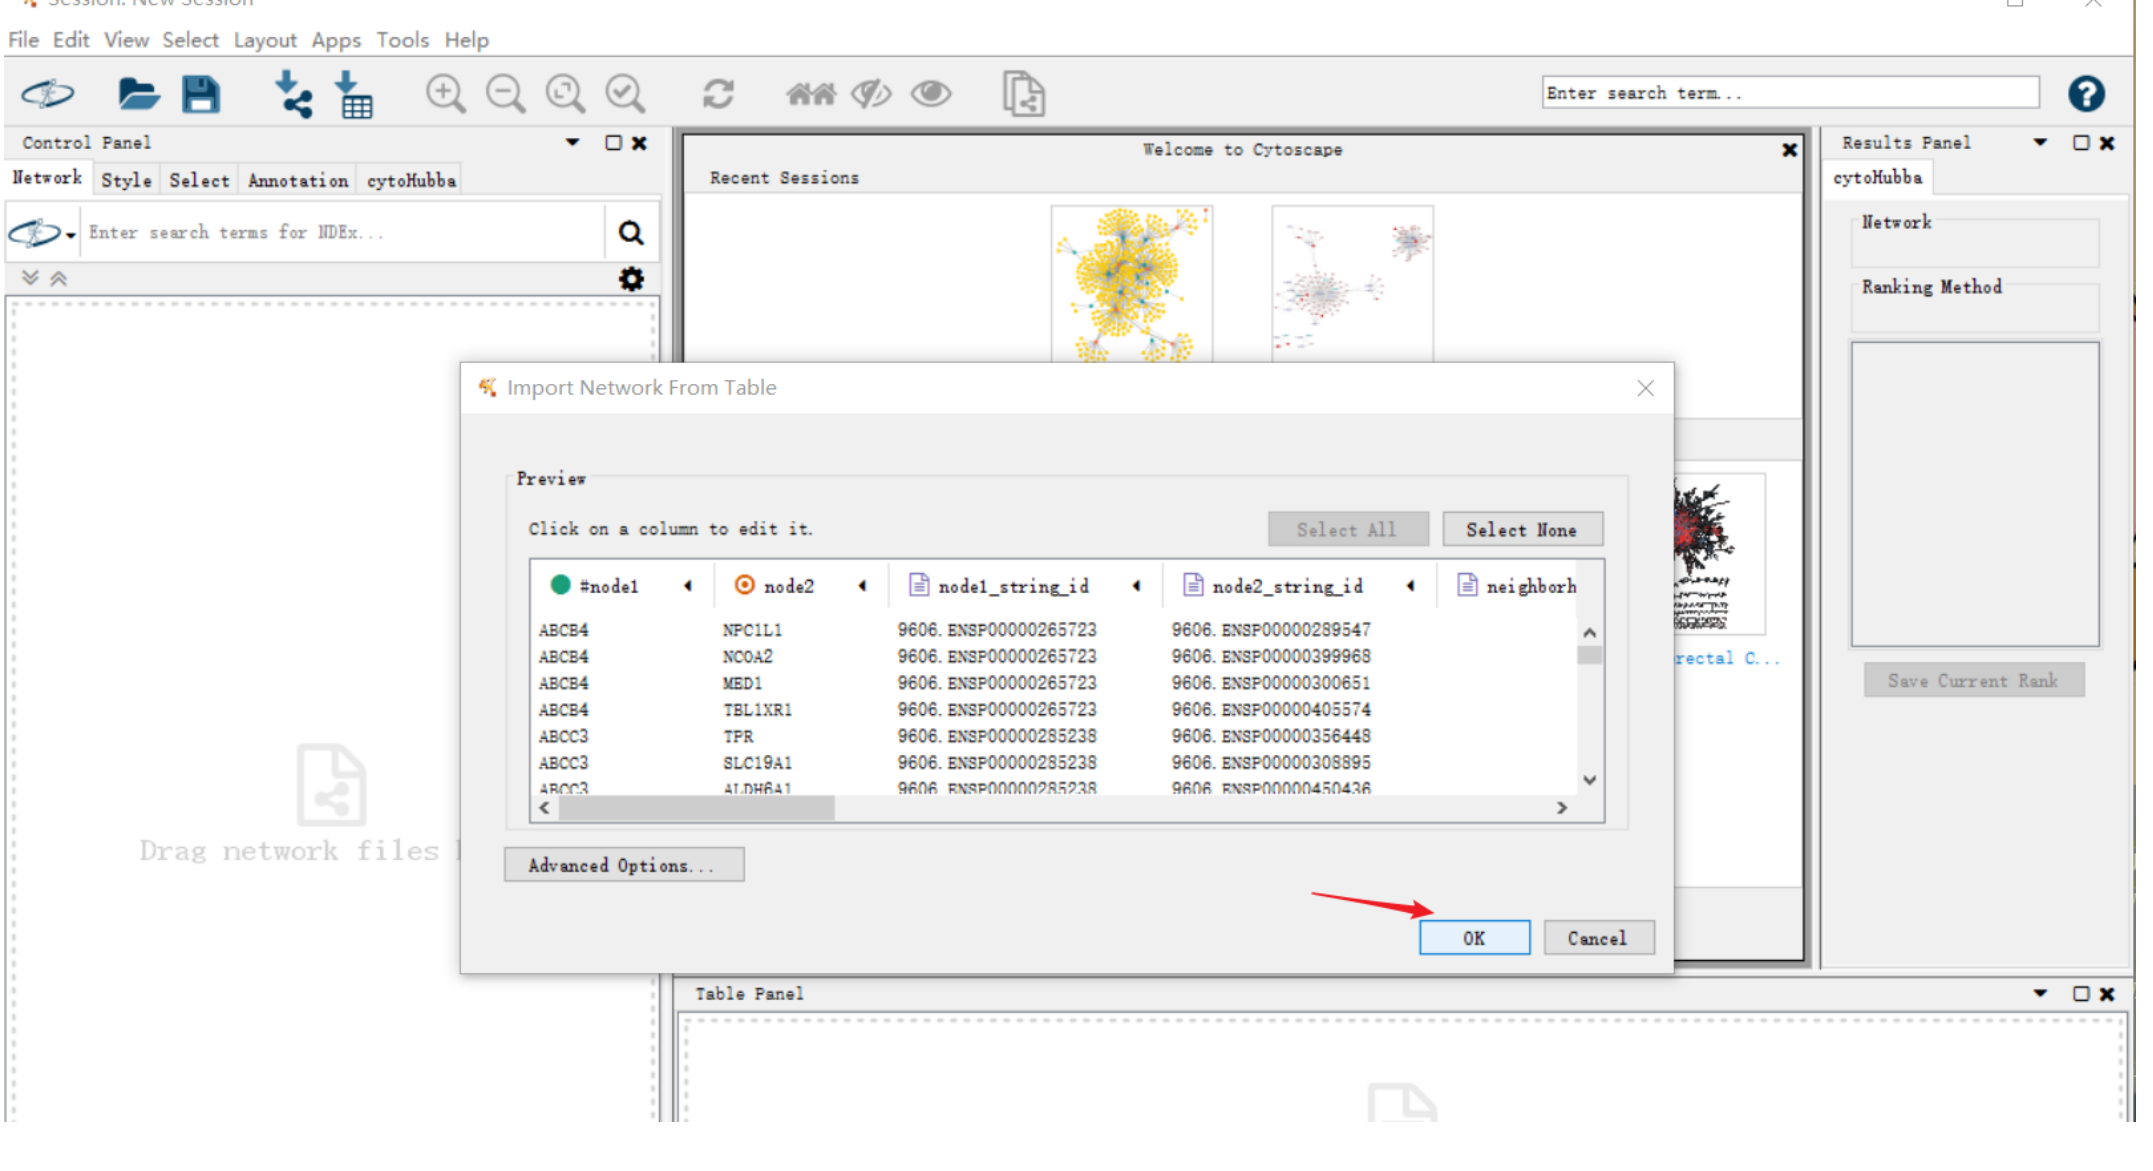 Session: New Session
File Edit View Select Layout Apps Tools Help
Enter search term...
Control Panel
Network Style Select Annotation cytoHubba
Enter search terms for NDEx...
Drag network files
Welcome to Cytoscape
Recent Sessions
rectal C...
Import Network From Table
Preview
Click on a column to edit it.
Select All
Select None
#node1 node2 node1_string_id node2_string_id neighborh
ABCB4 NPC1L1 9606.ENSP00000265723 9606.ENSP00000289547
ABCB4 NCOA2 9606.ENSP00000265723 9606.ENSP00000399968
ABCB4 MED1 9606.ENSP00000265723 9606.ENSP00000300651
ABCB4 TBL1XR1 9606.ENSP00000265723 9606.ENSP00000405574
ABCC3 TPR 9606.ENSP00000285238 9606.ENSP00000356448
ABCC3 SLC19A1 9606.ENSP00000285238 9606.ENSP00000308895
ABCC3 ALDH6A1 9606.ENSP00000285238 9606.ENSP00000450436
Advanced Options...
OK
Cancel
Results Panel
cytoHubba
Network
Ranking Method
Save Current Rank
Table Panel